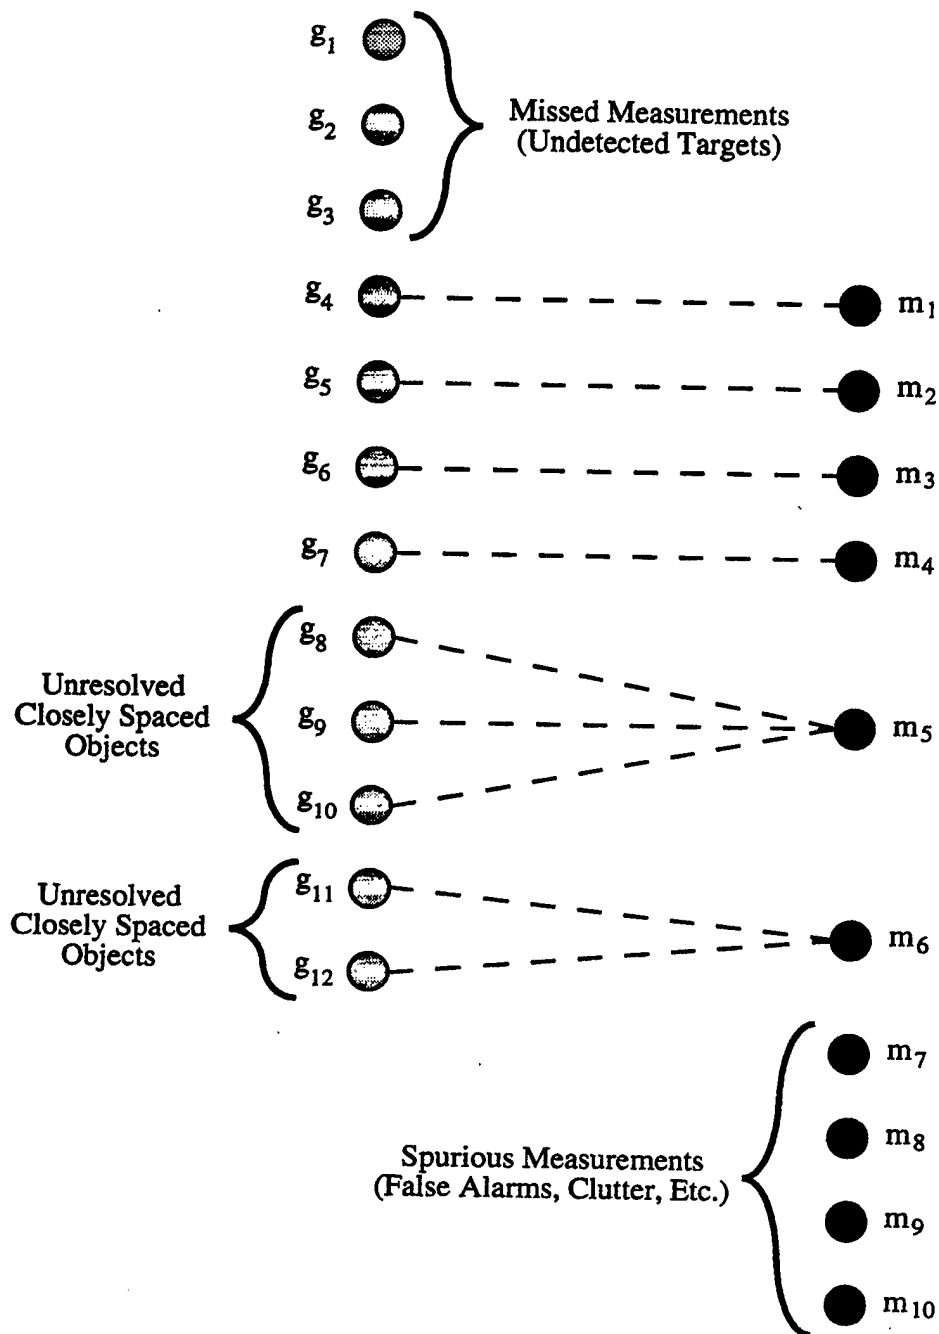 g1
g2
Missed Measurements
(Undetected Targets)
g3
g4
m1
g5
m2
g6
m3
g7
m4
g8
Unresolved
Closely Spaced
Objects
g9
m5
g10
g11
Unresolved
Closely Spaced
Objects
m6
g12
m7
m8
Spurious Measurements
(False Alarms, Clutter, Etc.)
m9
m10